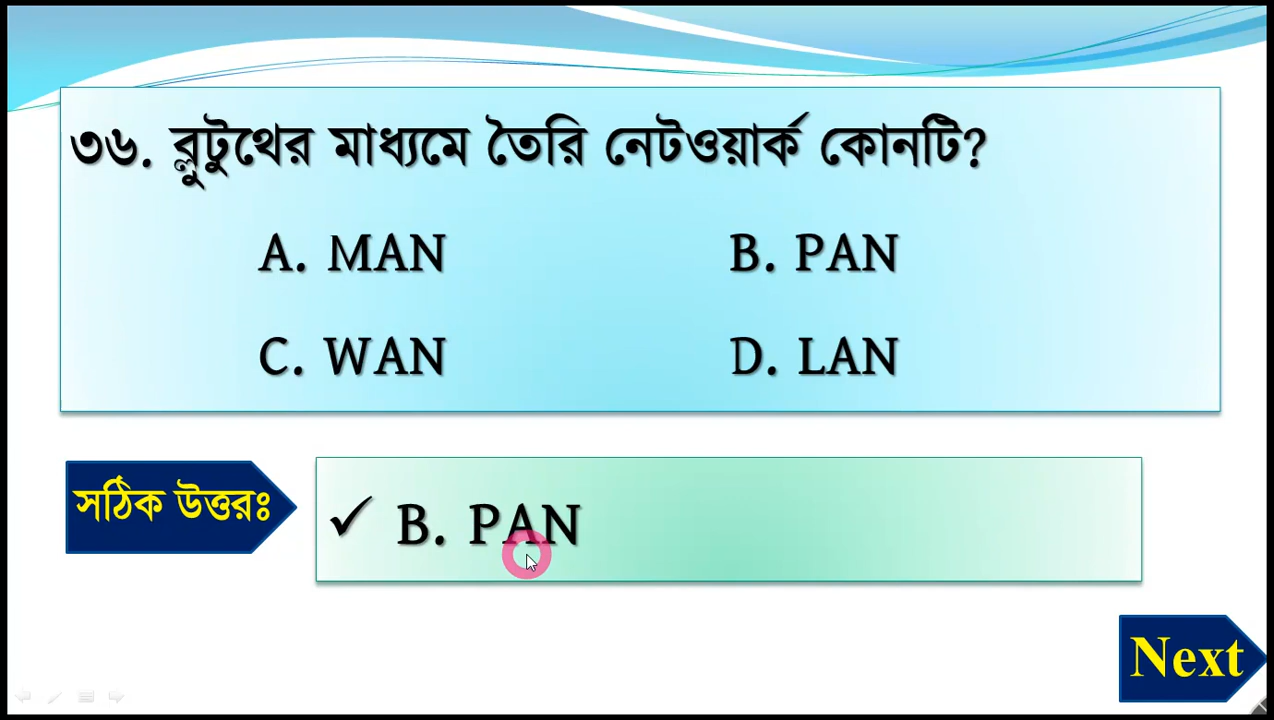 ৩৬. ব্লুটুথের মাধ্যমে তৈরি নেটওয়ার্ক কোনটি?
A. MAN B. PAN
C. WAN D. LAN
সঠিক উত্তরঃ ✓ B. PAN
Next